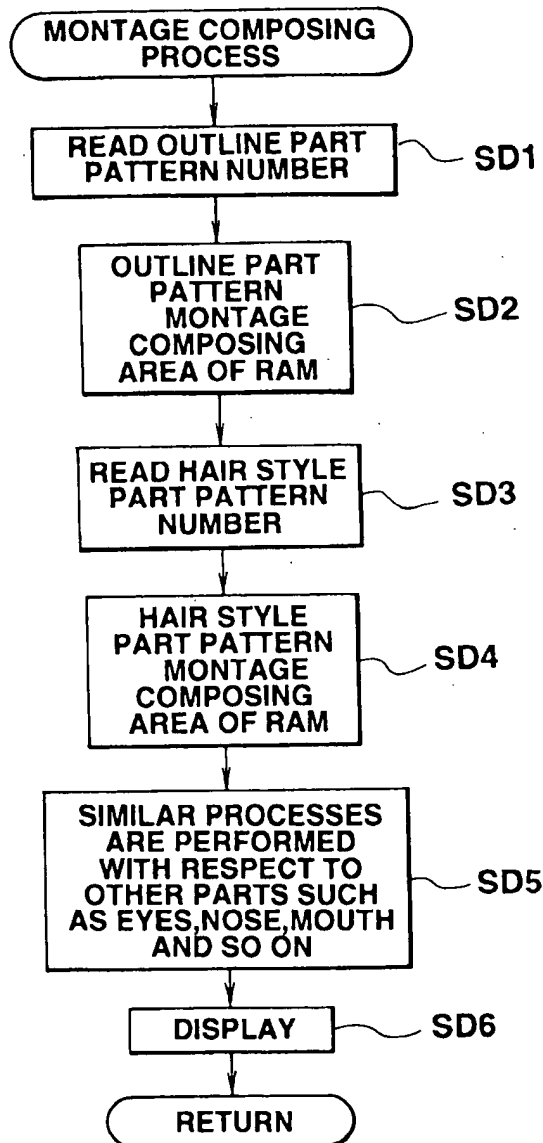 MONTAGE COMPOSING
PROCESS
READ OUTLINE PART
PATTERN NUMBER
SD1
OUTLINE PART
PATTERN
MONTAGE
COMPOSING
AREA OF RAM
SD2
READ HAIR STYLE
PART PATTERN
NUMBER
SD3
HAIR STYLE
PART PATTERN
MONTAGE
COMPOSING
AREA OF RAM
SD4
SIMILAR PROCESSES
ARE PERFORMED
WITH RESPECT TO
OTHER PARTS SUCH
AS EYES,NOSE,MOUTH
AND SO ON
SD5
DISPLAY
SD6
RETURN